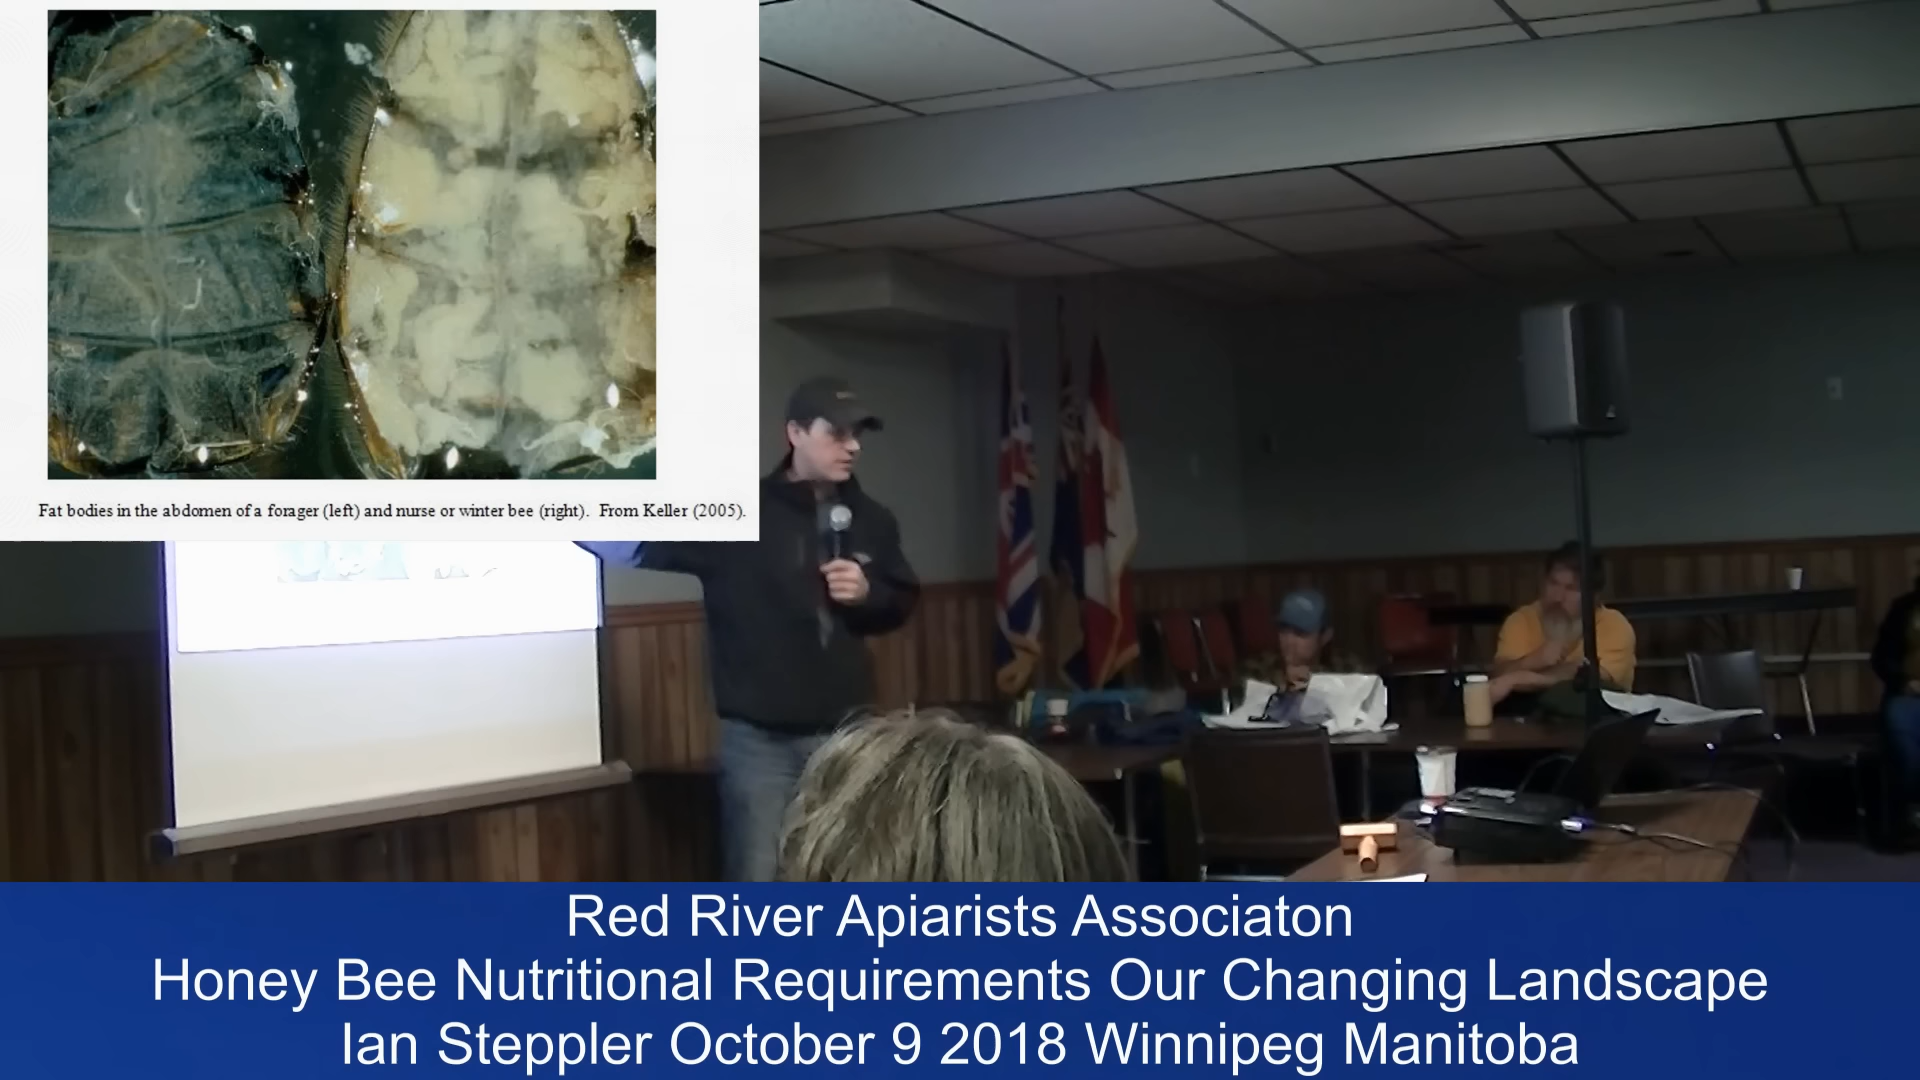 Fat bodies in the abdomen of a forager (left) and nurse or winter bee (right). From Keller (2005).
Red River Apiarists Associaton
Honey Bee Nutritional Requirements Our Changing Landscape
Ian Steppler October 9 2018 Winnipeg Manitoba